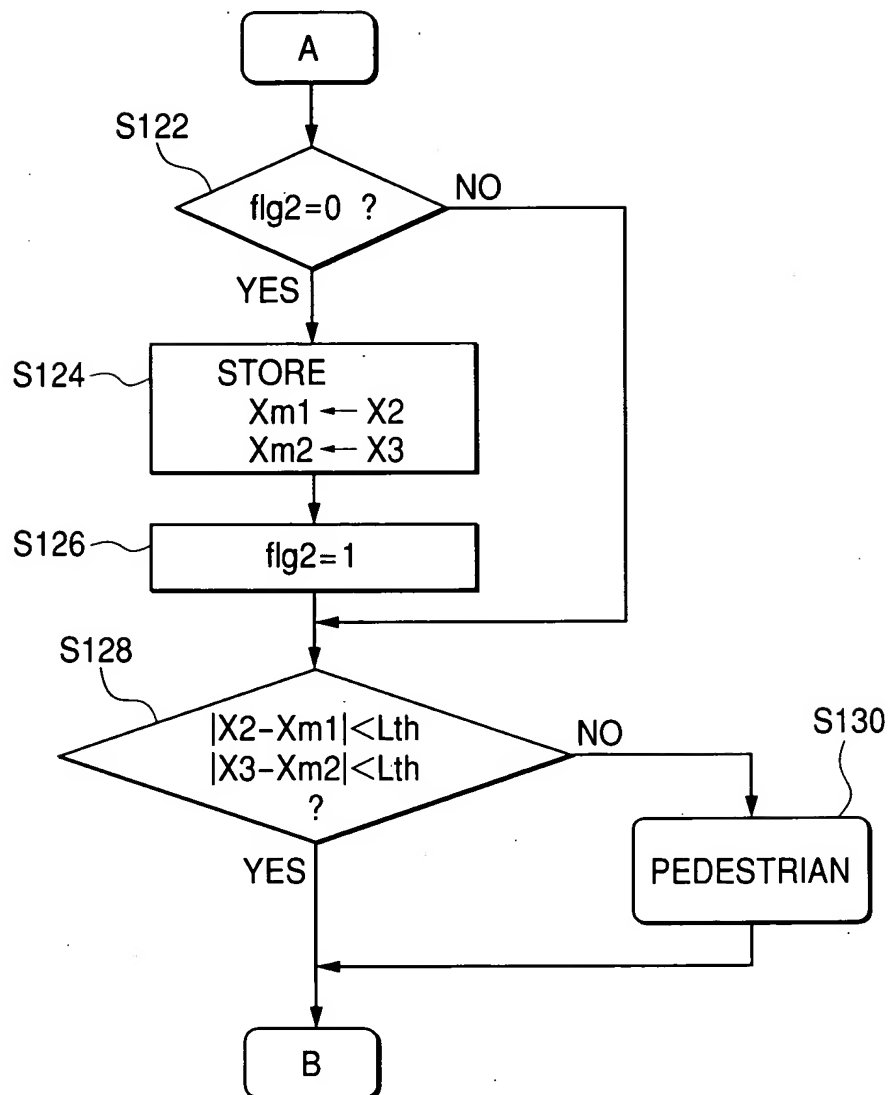 A
S122
flg2=0 ?
NO
YES
S124
STORE
Xm1 ← X2
Xm2 ← X3
S126
flg2=1
S128
|X2-Xm1|<Lth
|X3-Xm2|<Lth
?
NO
S130
YES
PEDESTRIAN
B